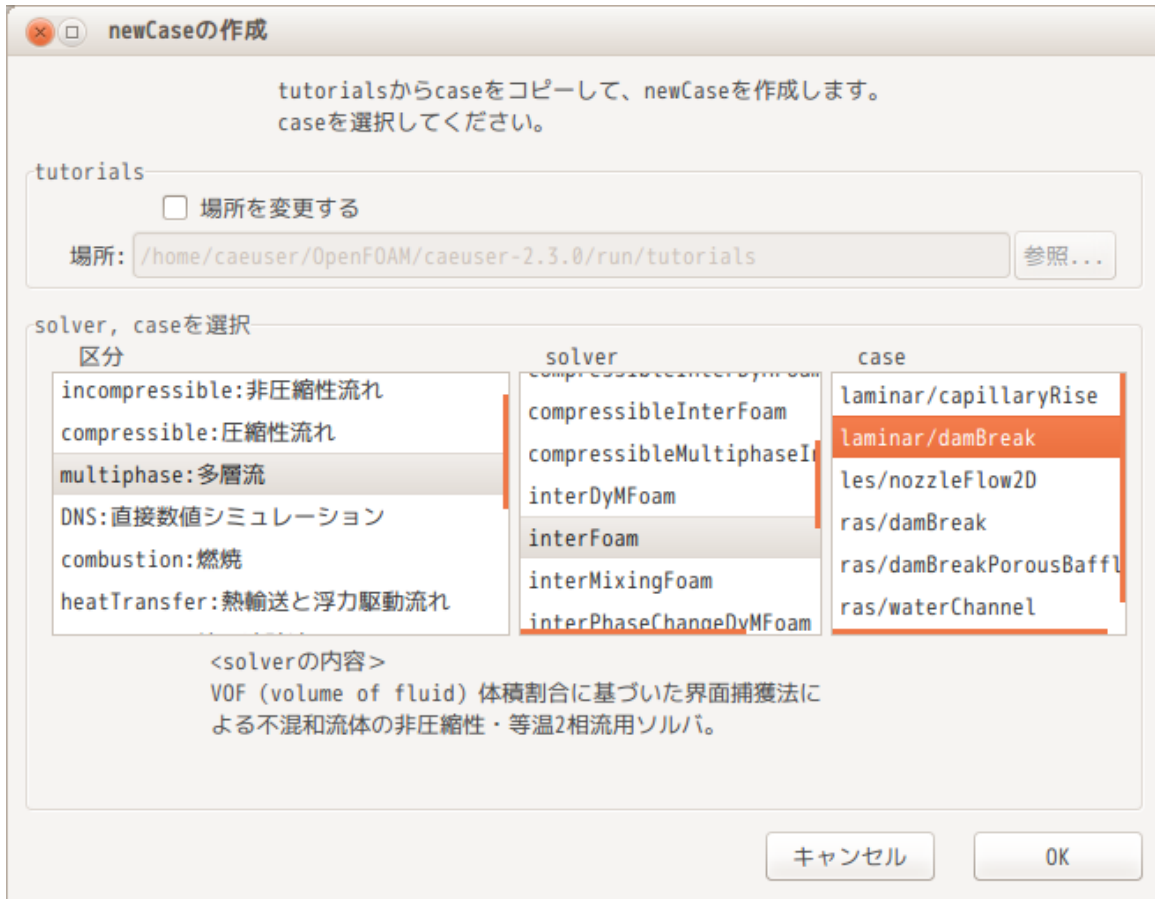 newCaseの作成
tutorialsからcaseをコピーして、newCaseを作成します。
caseを選択してください。
tutorials
場所を変更する
場所: /home/caeuser/OpenFOAM/caeuser-2.3.0/run/tutorials 参照...
solver, caseを選択
区分 solver case
incompressible:非圧縮性流れ
compressible:圧縮性流れ
multiphase:多層流
DNS:直接数値シミュレーション
combustion:燃焼
heatTransfer:熱輸送と浮力駆動流れ
compressibleInterFoam
compressibleMultiphaseIn
interDyMFoam
interFoam
interMixingFoam
interPhaseChangeDyMFoam
laminar/capillaryRise
laminar/damBreak
les/nozzleFlow2D
ras/damBreak
ras/damBreakPorousBaffl
ras/waterChannel
<solverの内容>
VOF (volume of fluid) 体積割合に基づいた界面捕獲法に
よる不混和流体の非圧縮性・等温2相流用ソルバ。
キャンセル OK